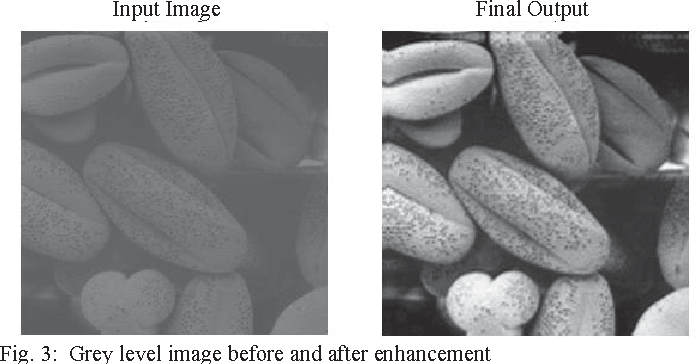 Input Image
Final Output
Fig. 3:  Grey level image before and after enhancement